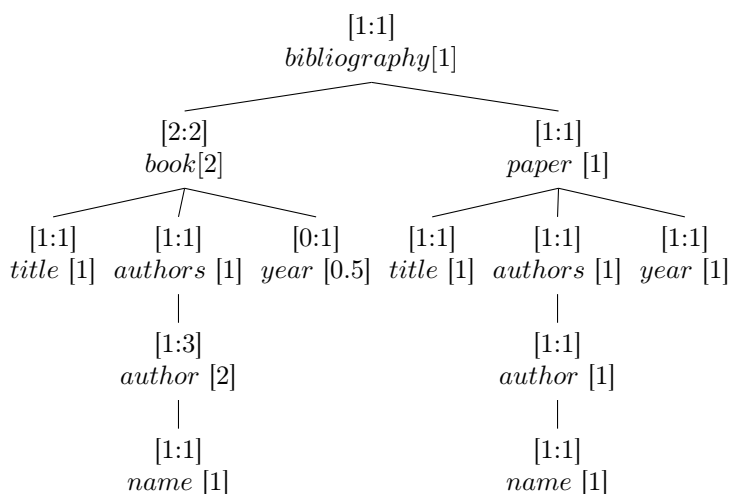 [1:1]
bibliography[1]
[2:2] [1:1]
book[2] paper [1]
[1:1] [1:1] [0:1] [1:1] [1:1] [1:1]
title [1] authors [1] year [0.5] title [1] authors [1] year [1]
[1:3] [1:1]
author [2] author [1]
[1:1] [1:1]
name [1] name [1]